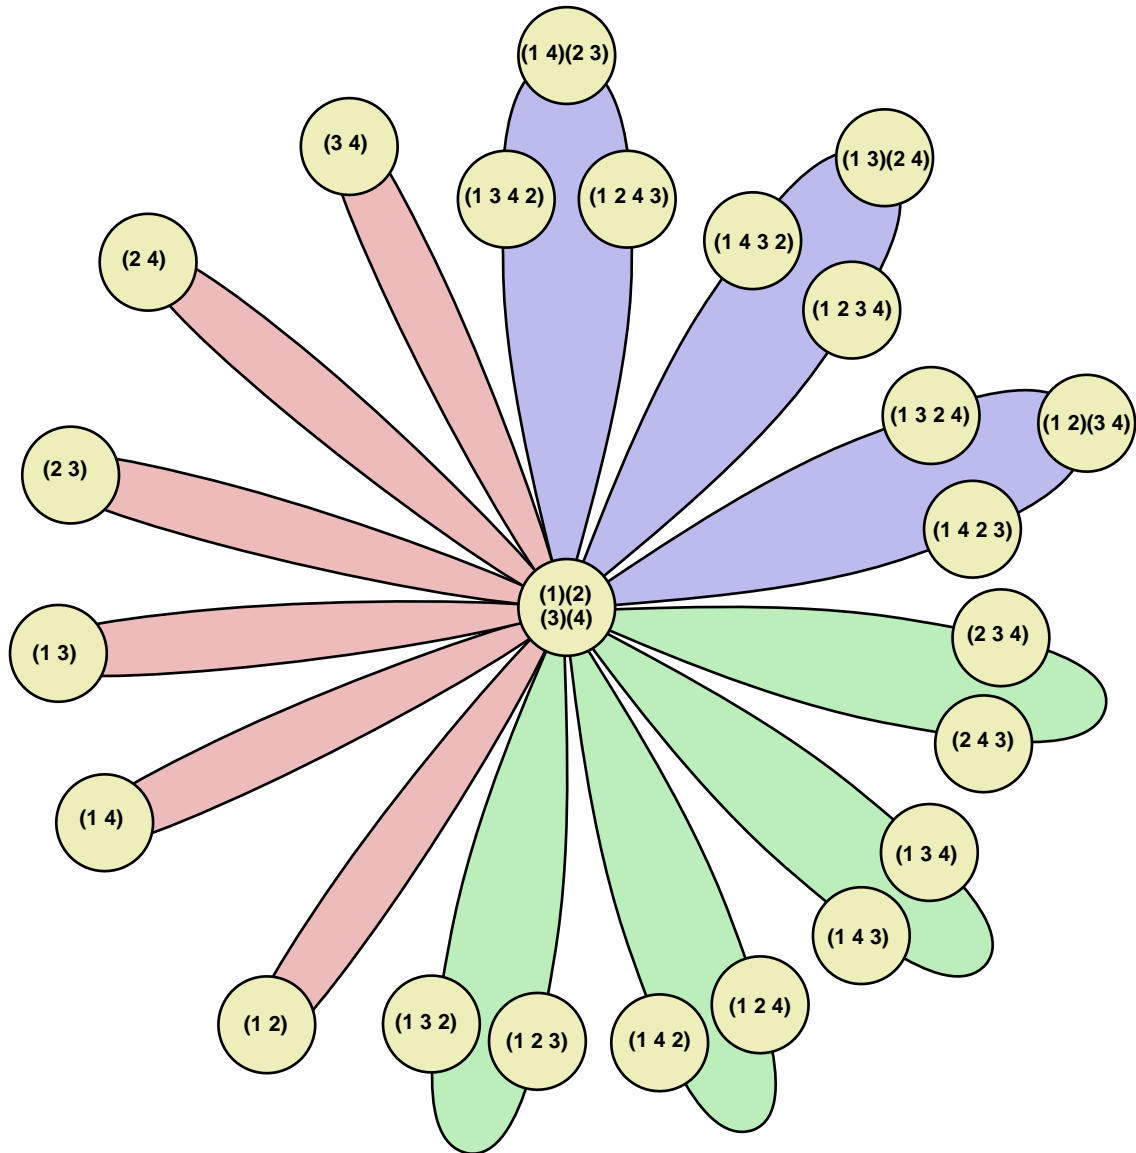 (1 4)(2 3)
(3 4)
(1 3)(2 4)
(1 3 4 2)
(1 2 4 3)
(1 4 3 2)
(2 4)
(1 2 3 4)
(1 3 2 4)
(1 2)(3 4)
(2 3)
(1 4 2 3)
(1)(2)
(3)(4)
(2 3 4)
(1 3)
(2 4 3)
(1 4)
(1 3 4)
(1 4 3)
(1 2 4)
(1 2)
(1 3 2)
(1 2 3)
(1 4 2)